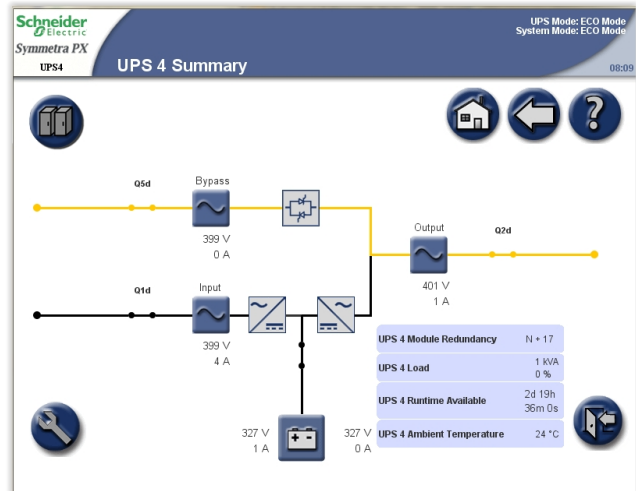 Schneider
Electric
UPS Mode: ECO Mode
System Mode: ECO Mode
Symmetra PX
UPS4
UPS 4 Summary
08:09
?
Q5d
Bypass
399 V
0 A
Output
Q2d
401 V
1 A
Q1d
Input
399 V
4 A
UPS 4 Module Redundancy N + 17
UPS 4 Load 1 kVA
0 %
UPS 4 Runtime Available 2d 19h
36m 0s
UPS 4 Ambient Temperature 24 °C
327 V
1 A
327 V
0 A